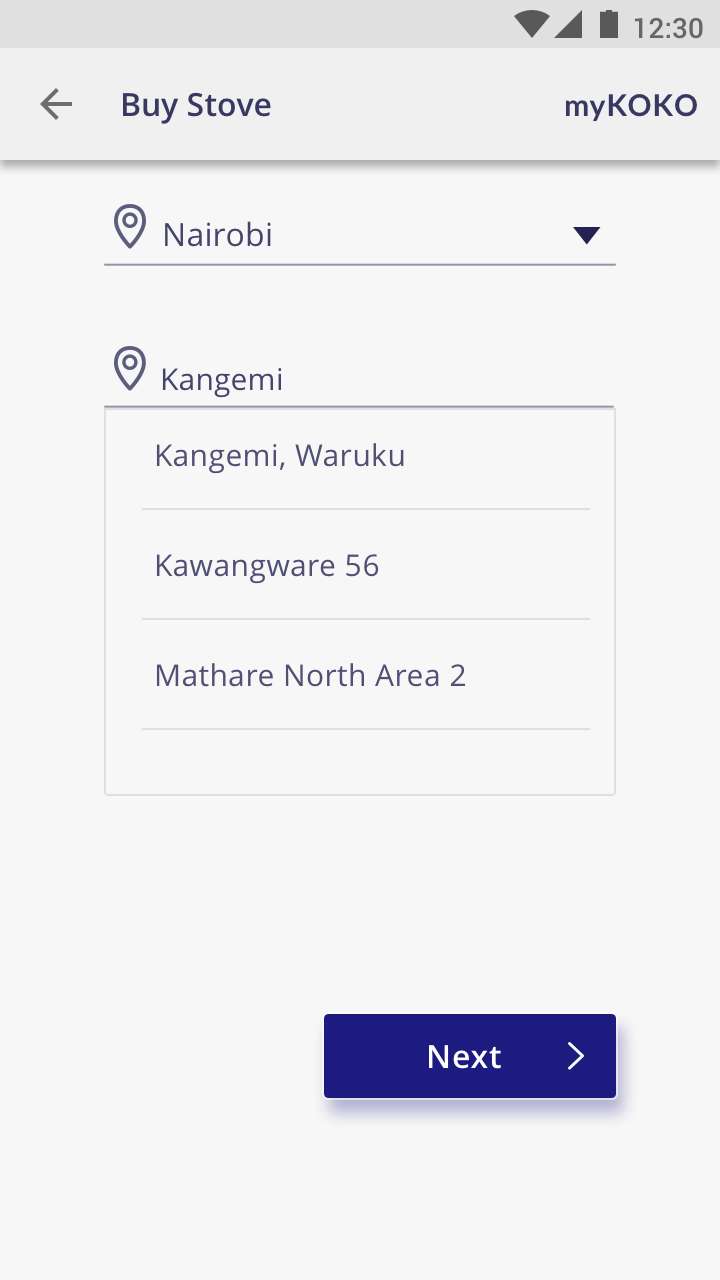 12:30
Buy Stove
myKOKO
Nairobi
Kangemi
Kangemi, Waruku
Kawangware 56
Mathare North Area 2
Next